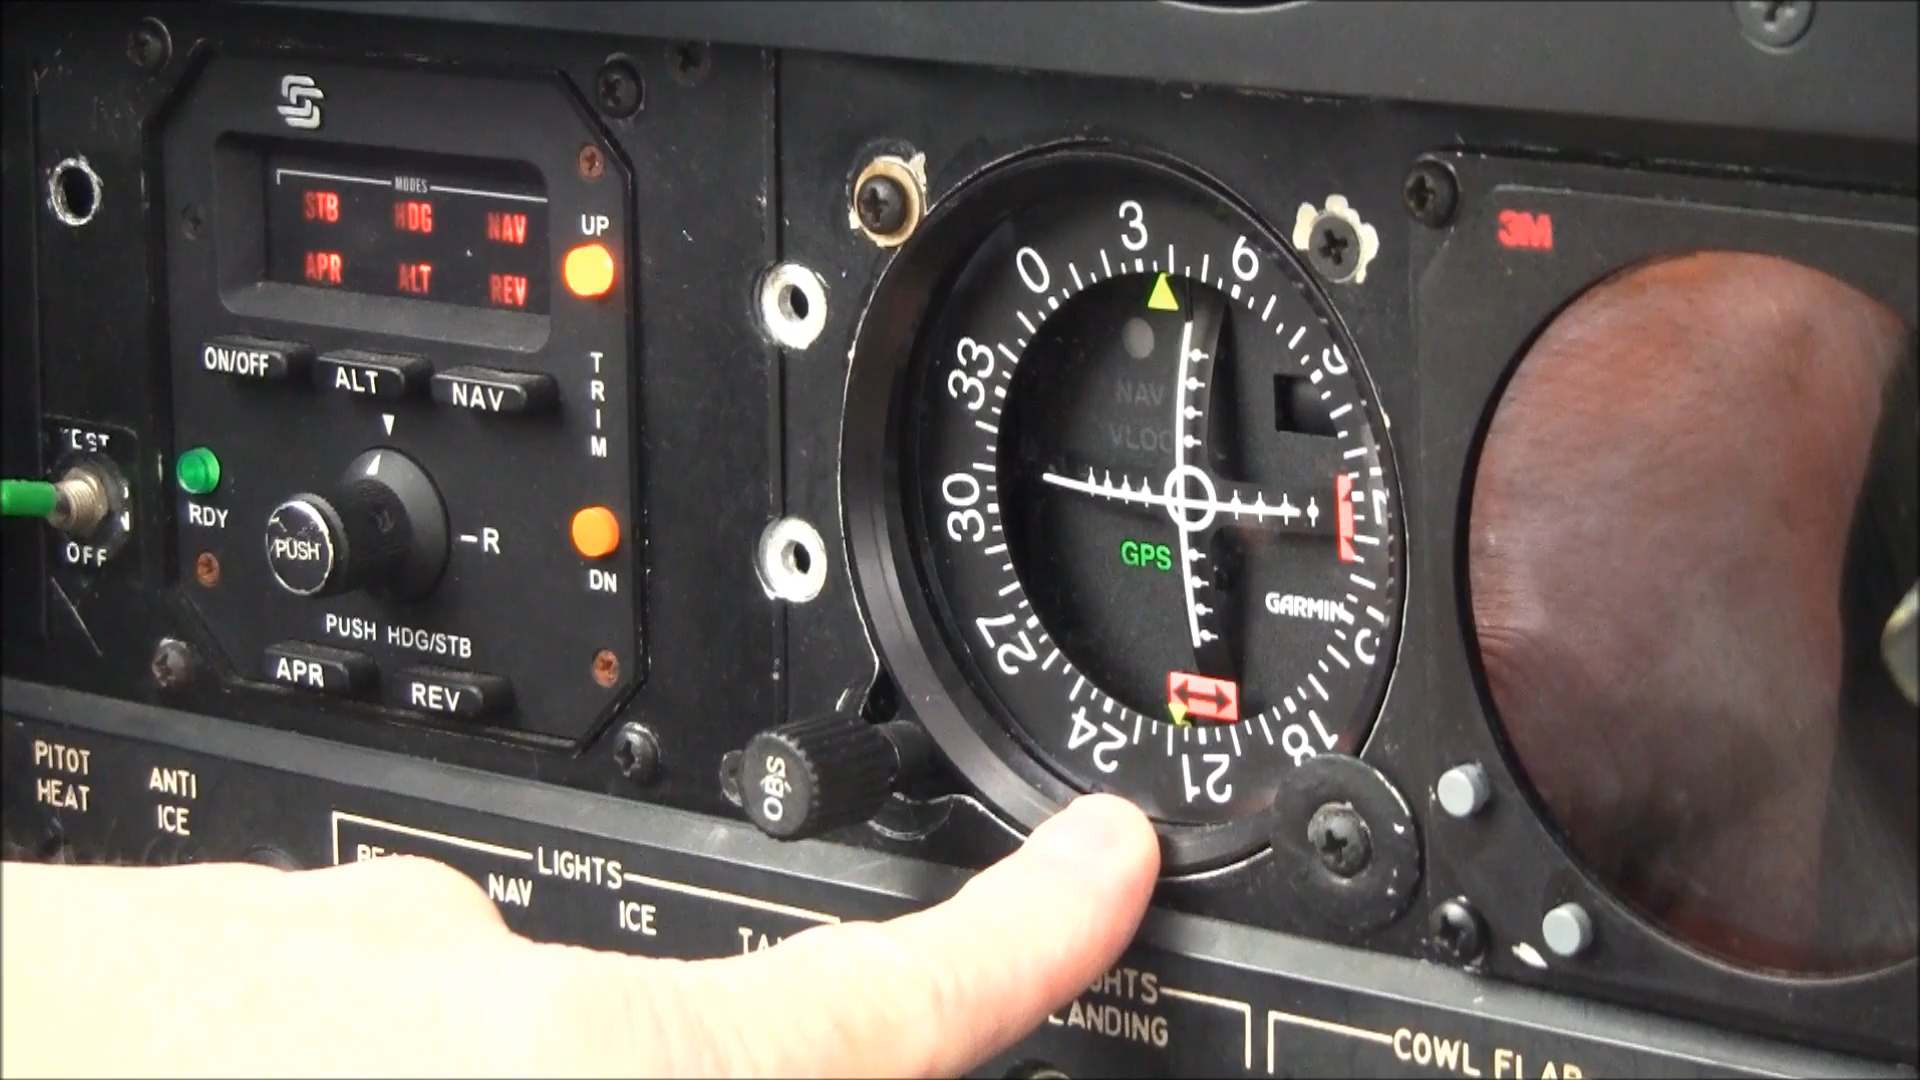 MODES
STB HDG NAV
APR ALT REV
UP
ON/OFF ALT NAV
TRIM
TEST
OFF
RDY
PUSH
-R
DN
PUSH HDG/STB
APR REV
OBS
0 3 6
33
30
27
24
21
18
NAV
VLOC
GPS
GARMIN
3M
PITOT
HEAT
ANTI
ICE
LIGHTS
NAV
ICE
LANDING
COWL FLAP